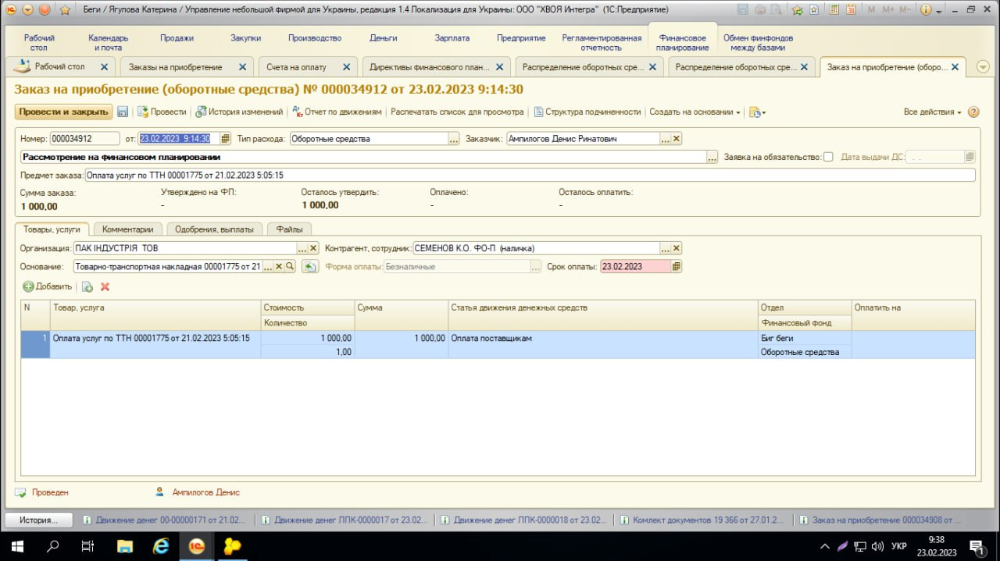 Беги / Ягупова Катерина / Управление небольшой фирмой для Украины, редакция 1.4 Локализация для Украины: ООО "ХВОЯ Интегра" (1С:Предприятие)
M M+ M-
Рабочий стол
Календарь и почта
Продажи
Закупки
Производство
Деньги
Зарплата
Предприятие
Регламентированная отчетность
Финансовое планирование
Обмен финфондов между базами
Рабочий стол
Заказы на приобретение
Счета на оплату
Директивы финансового план...
Распределение оборотных сре...
Распределение оборотных сре...
Заказ на приобретение (оборо...
Заказ на приобретение (оборотные средства) № 000034912 от 23.02.2023 9:14:30
Провести и закрыть
Провести
История изменений
Отчет по движениям
Распечатать список для просмотра
Структура подчиненности
Создать на основании
Все действия
Номер: 000034912 от: 23.02.2023 9:14:30 Тип расхода: Оборотные средства ... Заказчик: Ампилогов Денис Ринатович ...
Рассмотрение на финансовом планировании ... Заявка на обязательство: Дата выдачи ДС: . .
Предмет заказа: Оплата услуг по ТТН 00001775 от 21.02.2023 5:05:15
Сумма заказа: Утверждено на ФП: Осталось утвердить: Оплачено: Осталось оплатить:
1 000,00 - 1 000,00 - -
Товары, услуги
Комментарии
Одобрения, выплаты
Файлы
Организация: ПАК ІНДУСТРІЯ ТОВ ... Контрагент, сотрудник: СЕМЕНОВ К.О. ФО-П (наличка) ...
Основание: Товарно-транспортная накладная 00001775 от 21 ... Форма оплаты: Безналичные ... Срок оплаты: 23.02.2023
Добавить
N Товар, услуга Стоимость Сумма Статья движения денежных средств Отдел Оплатить на
Количество Финансовый фонд
1 Оплата услуг по ТТН 00001775 от 21.02.2023 5:05:15 1 000,00 1 000,00 Оплата поставщикам Биг беги
1,00 Оборотные средства
Проведен
Ампилогов Денис
История...
Движение денег 00-00000171 от 21.02...
Движение денег ЛПК-0000017 от 23.02...
Движение денег ЛПК-0000018 от 23.02...
Комлект документов 19 366 от 27.01.2...
Заказ на приобретение 000034908 от ...
УКР
9:38
23.02.2023
1